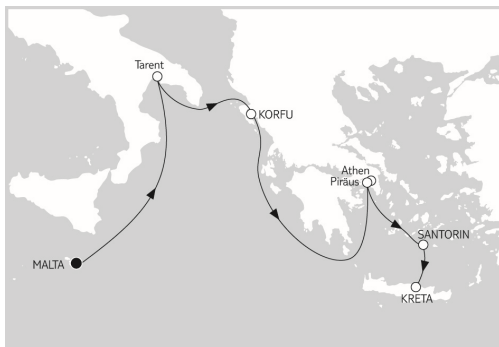 Tarent
KORFU
Athen
Piräus
SANTORIN
MALTA
KRETA